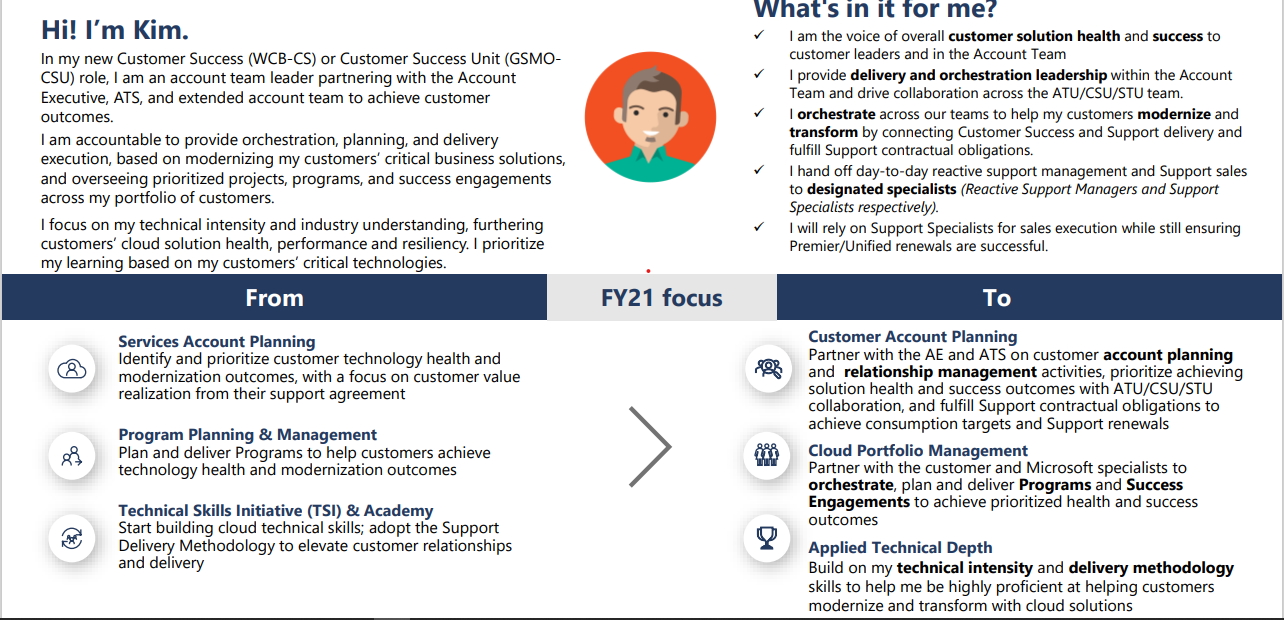 Hi! I’m Kim.
In my new Customer Success (WCB-CS) or Customer Success Unit (GSMO-
CSU) role, I am an account team leader partnering with the Account
Executive, ATS, and extended account team to achieve customer
outcomes.
I am accountable to provide orchestration, planning, and delivery
execution, based on modernizing my customers’ critical business solutions,
and overseeing prioritized projects, programs, and success engagements
across my portfolio of customers.
I focus on my technical intensity and industry understanding, furthering
customers’ cloud solution health, performance and resiliency. I prioritize
my learning based on my customers’ critical technologies.
What's in it for me?
✓ I am the voice of overall customer solution health and success to
customer leaders and in the Account Team
✓ I provide delivery and orchestration leadership within the Account
Team and drive collaboration across the ATU/CSU/STU team.
✓ I orchestrate across our teams to help my customers modernize and
transform by connecting Customer Success and Support delivery and
fulfill Support contractual obligations.
✓ I hand off day-to-day reactive support management and Support sales
to designated specialists (Reactive Support Managers and Support
Specialists respectively).
✓ I will rely on Support Specialists for sales execution while still ensuring
Premier/Unified renewals are successful.
From
FY21 focus
To
Services Account Planning
Identify and prioritize customer technology health and
modernization outcomes, with a focus on customer value
realization from their support agreement
Program Planning & Management
Plan and deliver Programs to help customers achieve
technology health and modernization outcomes
Technical Skills Initiative (TSI) & Academy
Start building cloud technical skills; adopt the Support
Delivery Methodology to elevate customer relationships
and delivery
Customer Account Planning
Partner with the AE and ATS on customer account planning
and relationship management activities, prioritize achieving
solution health and success outcomes with ATU/CSU/STU
collaboration, and fulfill Support contractual obligations to
achieve consumption targets and Support renewals
Cloud Portfolio Management
Partner with the customer and Microsoft specialists to
orchestrate, plan and deliver Programs and Success
Engagements to achieve prioritized health and success
outcomes
Applied Technical Depth
Build on my technical intensity and delivery methodology
skills to help me be highly proficient at helping customers
modernize and transform with cloud solutions